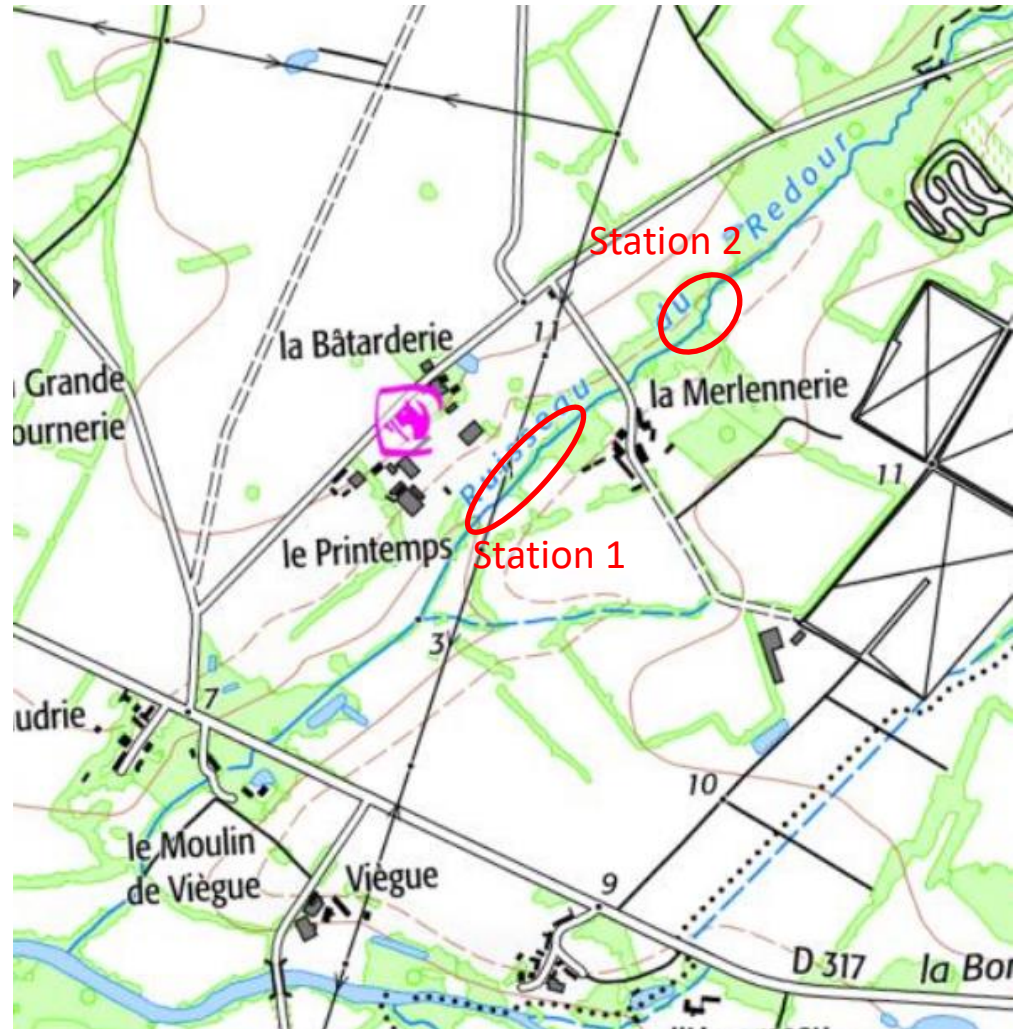 Redour
Station 2
du
11
la Bâtarderie
Grande
ournerie
la Merlennerie
Ruisseau
11
le Printemps
Station 1
3
7
udrie
10
le Moulin
de Viègue
Viègue
9
D 317
la Bor